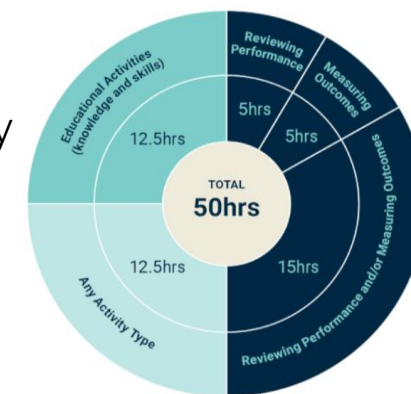 y
Educational Activities
(knowledge and skills)
12.5hrs
Reviewing
Performance
5hrs
Measuring
Outcomes
5hrs
TOTAL
50hrs
12.5hrs
Any Activity Type
15hrs
Reviewing Performance and/or Measuring Outcomes